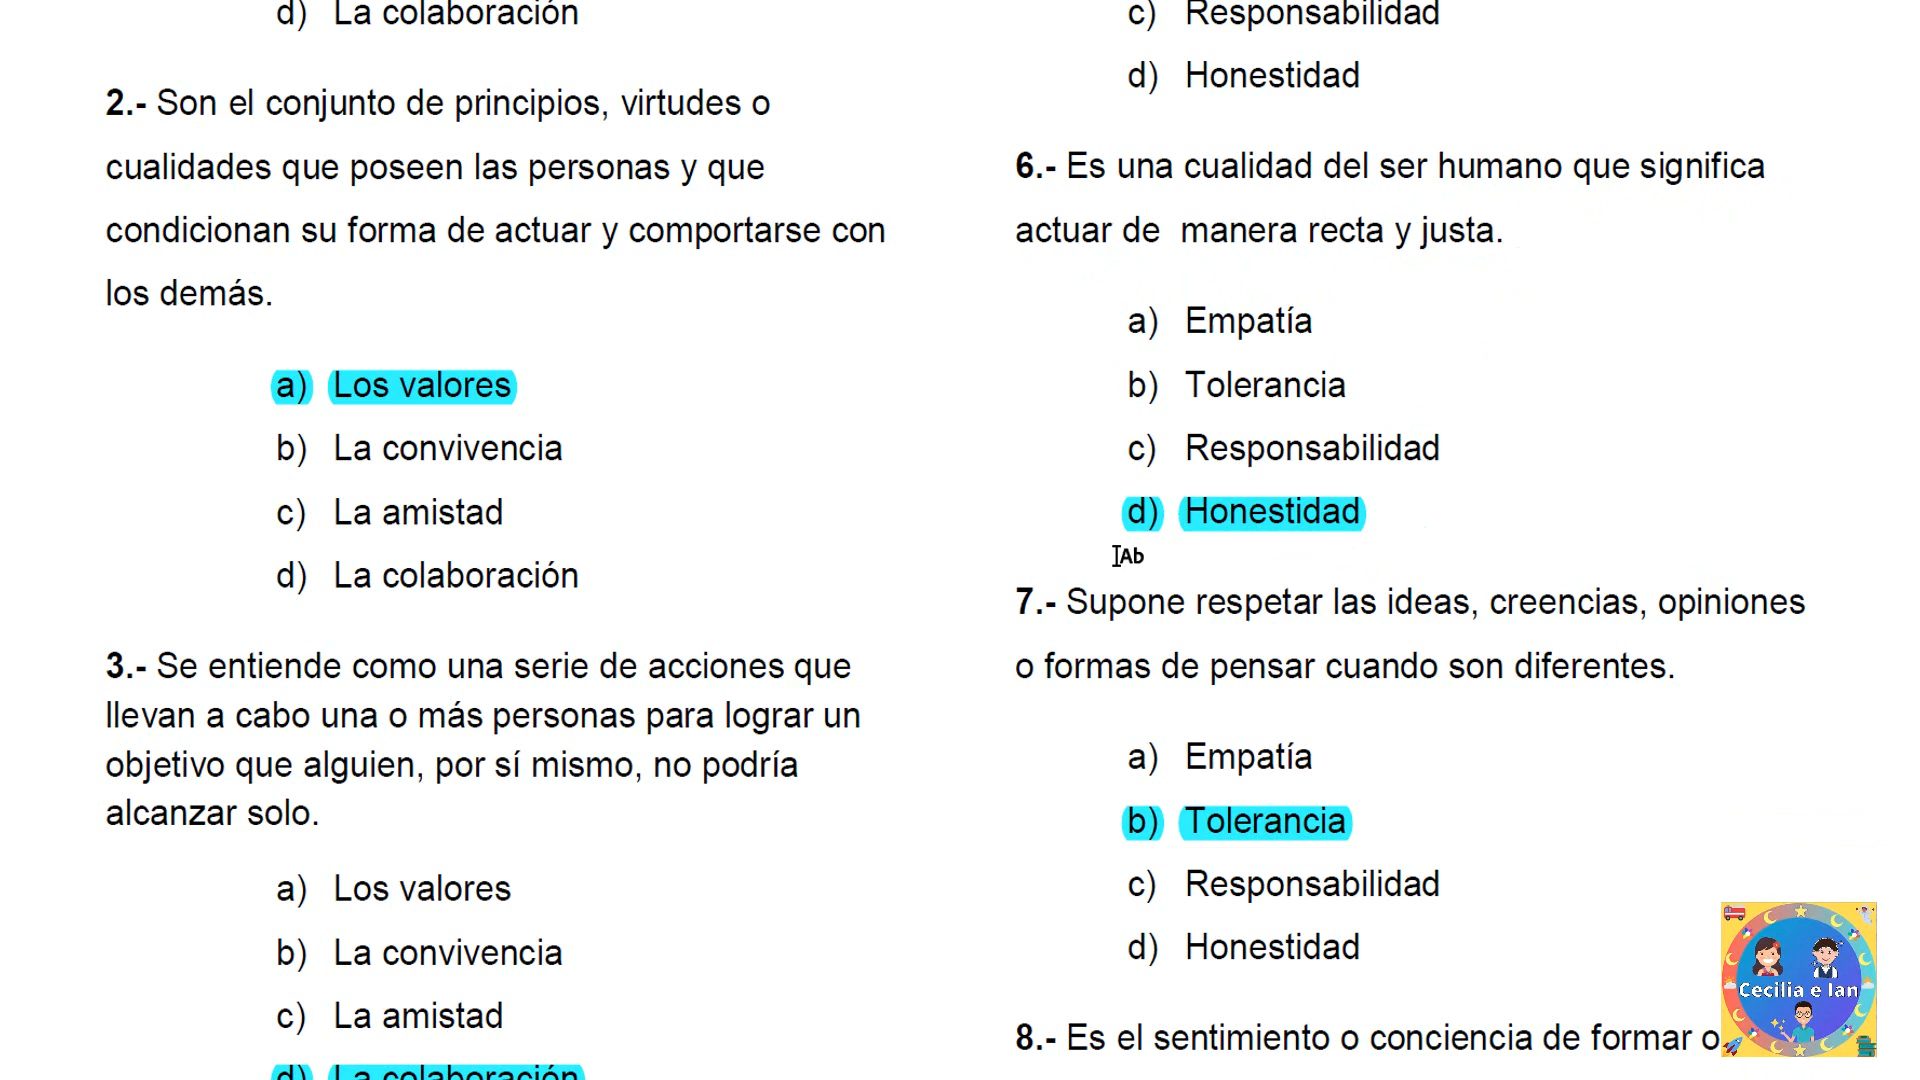 d) La colaboración
2.- Son el conjunto de principios, virtudes o
cualidades que poseen las personas y que
condicionan su forma de actuar y comportarse con
los demás.
a) Los valores
b) La convivencia
c) La amistad
d) La colaboración
3.- Se entiende como una serie de acciones que
llevan a cabo una o más personas para lograr un
objetivo que alguien, por sí mismo, no podría
alcanzar solo.
a) Los valores
b) La convivencia
c) La amistad
d) La colaboración
c) Responsabilidad
d) Honestidad
6.- Es una cualidad del ser humano que significa
actuar de  manera recta y justa.
a) Empatía
b) Tolerancia
c) Responsabilidad
d) Honestidad
Ab
7.- Supone respetar las ideas, creencias, opiniones
o formas de pensar cuando son diferentes.
a) Empatía
b) Tolerancia
c) Responsabilidad
d) Honestidad
8.- Es el sentimiento o conciencia de formar o
Cecilia e Ian